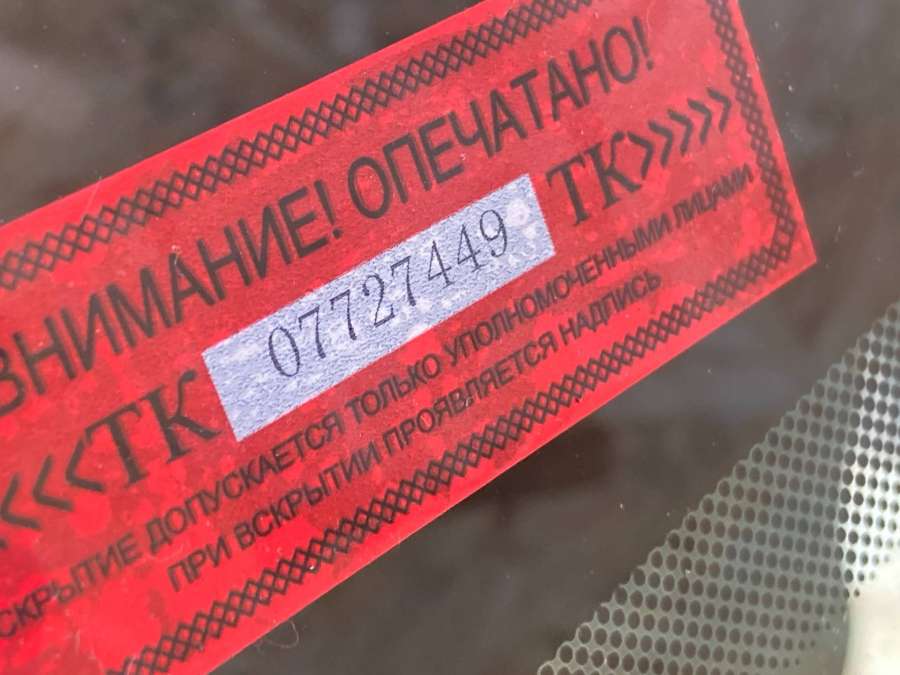 ВНИМАНИЕ! ОПЕЧАТАНО!
<<<<ТК 07727449 ТК>>>>>
ВСКРЫТИЕ ДОПУСКАЕТСЯ ТОЛЬКО УПОЛНОМОЧЕННЫМИ ЛИЦАМИ
ПРИ ВСКРЫТИИ ПРОЯВЛЯЕТСЯ НАДПИСЬ